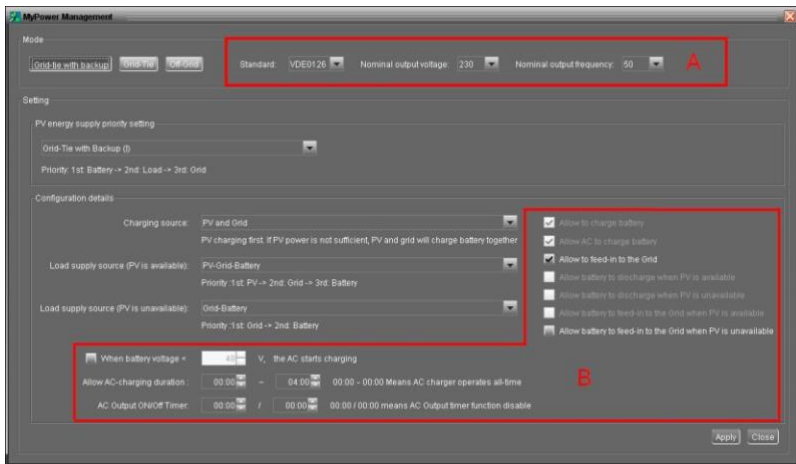 MyPower Management
Mode
Grid-tie with backup Grid-Tie Off-Grid Standard: VDE0126 Nominal output voltage: 230 Nominal output frequency: 50 A
Setting
PV energy supply priority setting
Grid-Tie with Backup (I)
Priority: 1st: Battery -> 2nd: Load -> 3rd: Grid
Configuration details
Charging source: PV and Grid
PV charging first. If PV power is not sufficient, PV and grid will charge battery together
Load supply source (PV is available): PV-Grid-Battery
Priority :1st: PV -> 2nd: Grid -> 3rd: Battery
Load supply source (PV is unavailable): Grid-Battery
Priority :1st: Grid -> 2nd: Battery
Allow to charge battery
Allow AC to charge battery
Allow to feed-in to the Grid
Allow battery to discharge when PV is available
Allow battery to discharge when PV is unavailable
Allow battery to feed-in to the Grid when PV is available
Allow battery to feed-in to the Grid when PV is unavailable
When battery voltage < V, the AC starts charging
Allow AC-charging duration : 00:00 – 04:00 00:00 - 00:00 Means AC charger operates all-time
AC Output ON/Off Timer: 00:00 / 00:00 00:00 / 00:00 means AC Output timer function disable
B
Apply Close